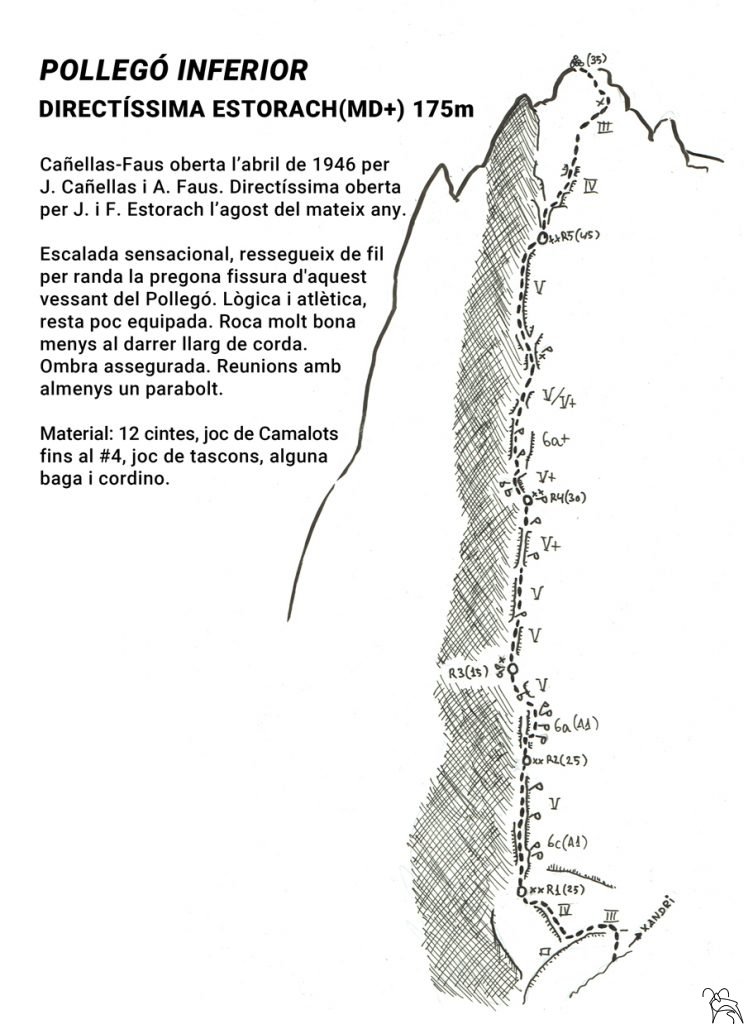 POLLEGÓ INFERIOR
DIRECTÍSSIMA ESTORACH(MD+) 175m
Cañellas-Faus oberta l'abril de 1946 per
J. Cañellas i A. Faus. Directíssima oberta
per J. i F. Estorach l'agost del mateix any.
Escalada sensacional, ressegueix de fil
per randa la pregona fissura d'aquest
vessant del Pollegó. Lògica i atlètica,
resta poc equipada. Roca molt bona
menys al darrer llarg de corda.
Ombra assegurada. Reunions amb
almenys un parabolt.
Material: 12 cintes, joc de Camalots
fins al #4, joc de tascons, alguna
baga i cordino.
(35)
III
IV
xxR5(45)
V
V/V+
6a+
V+
R4(30)
V+
V
V
R3(15)
V
6a(A1)
xxR2(25)
V
6c(A1)
xxR1(25)
IV
III
XANDRI